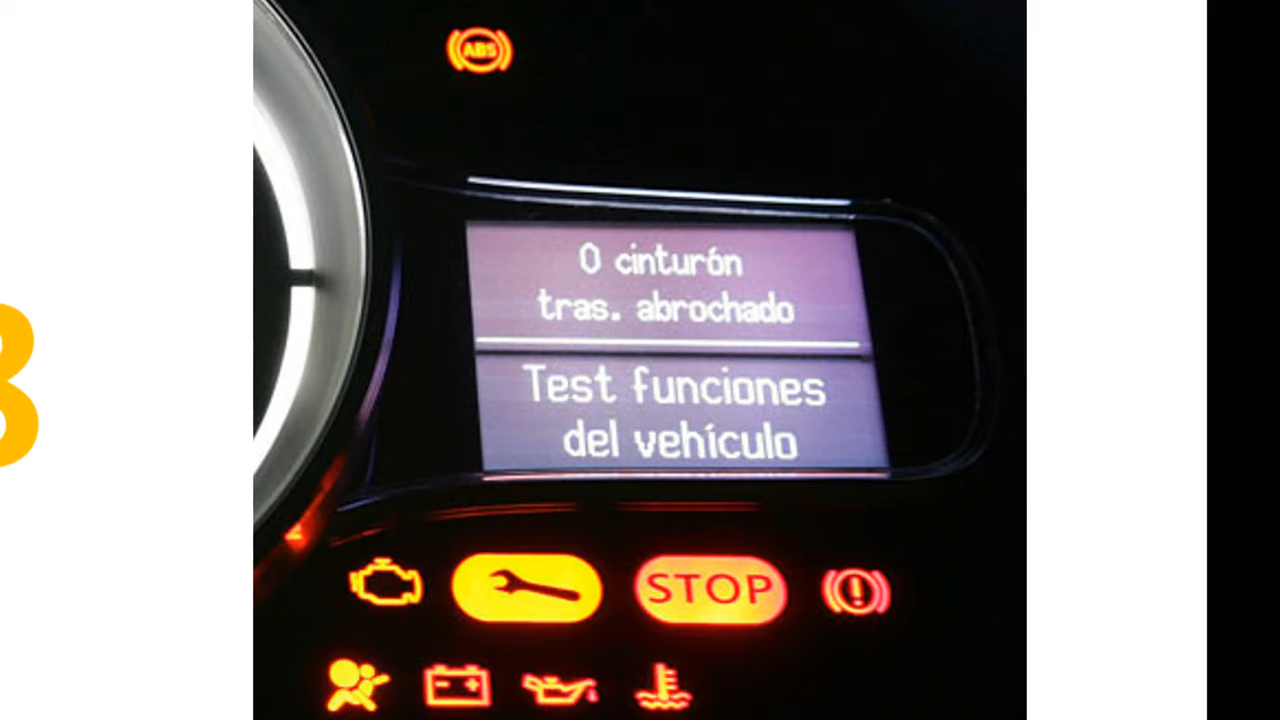 ABS
0 cinturón
tras. abrochado
Test funciones
del vehículo
STOP